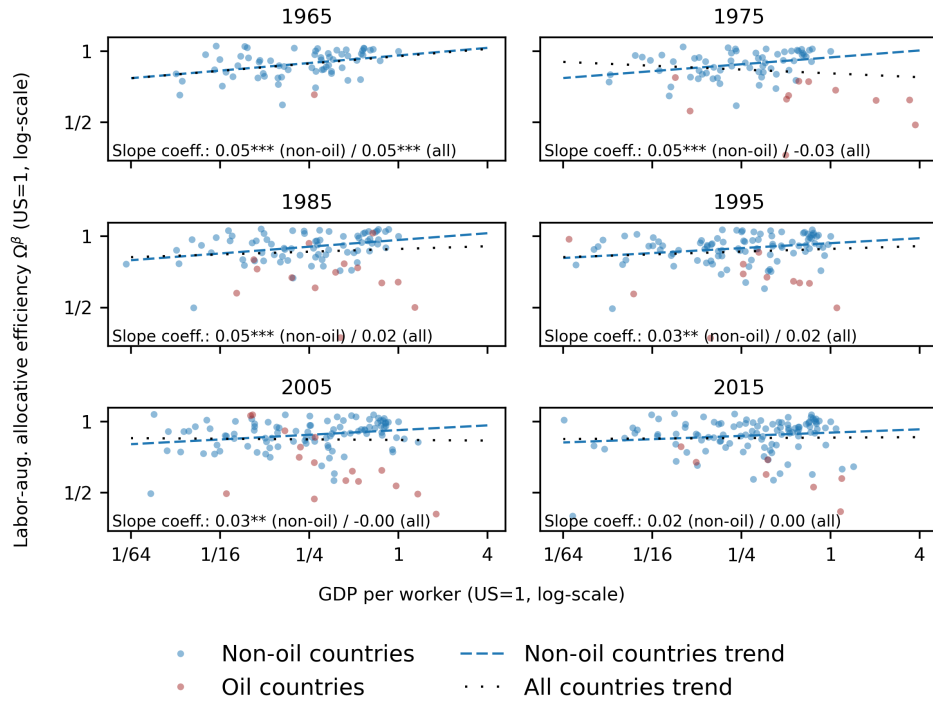 1965
1975
1
1/2
Slope coeff.: 0.05*** (non-oil) / 0.05*** (all)
Slope coeff.: 0.05*** (non-oil) / -0.03 (all)
1985
1995
1
1/2
Slope coeff.: 0.05*** (non-oil) / 0.02 (all)
Slope coeff.: 0.03** (non-oil) / 0.02 (all)
2005
2015
1
1/2
Slope coeff.: 0.03** (non-oil) / -0.00 (all)
Slope coeff.: 0.02 (non-oil) / 0.00 (all)
1/64 1/16 1/4 1 4
1/64 1/16 1/4 1 4
Labor-aug. allocative efficiency Ω^β (US=1, log-scale)
GDP per worker (US=1, log-scale)
Non-oil countries
Non-oil countries trend
Oil countries
All countries trend